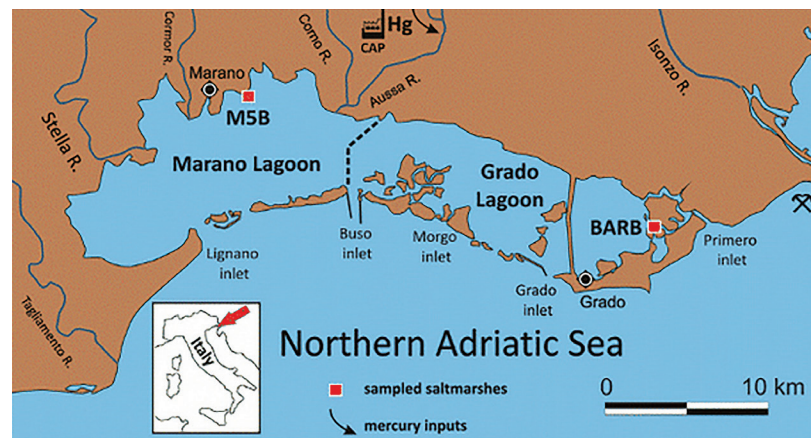 Cormor R.
Corno R.
Hg
CAP
Isonzo R.
Marano
Aussa R.
M5B
Stella R.
Marano Lagoon
Grado
Lagoon
BARB
Lignano
inlet
Buso
inlet
Morgo
inlet
Primero
inlet
Grado
inlet
Grado
Tagliamento R.
Italy
Northern Adriatic Sea
sampled saltmarshes
mercury inputs
0 10 km